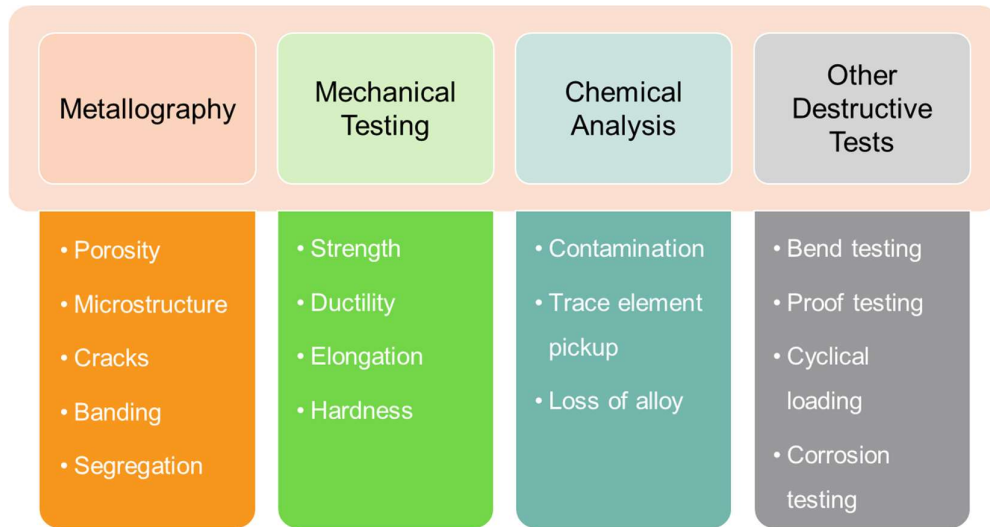 Metallography
Mechanical
Testing
Chemical
Analysis
Other
Destructive
Tests
• Porosity
• Microstructure
• Cracks
• Banding
• Segregation
• Strength
• Ductility
• Elongation
• Hardness
• Contamination
• Trace element
pickup
• Loss of alloy
• Bend testing
• Proof testing
• Cyclical
loading
• Corrosion
testing